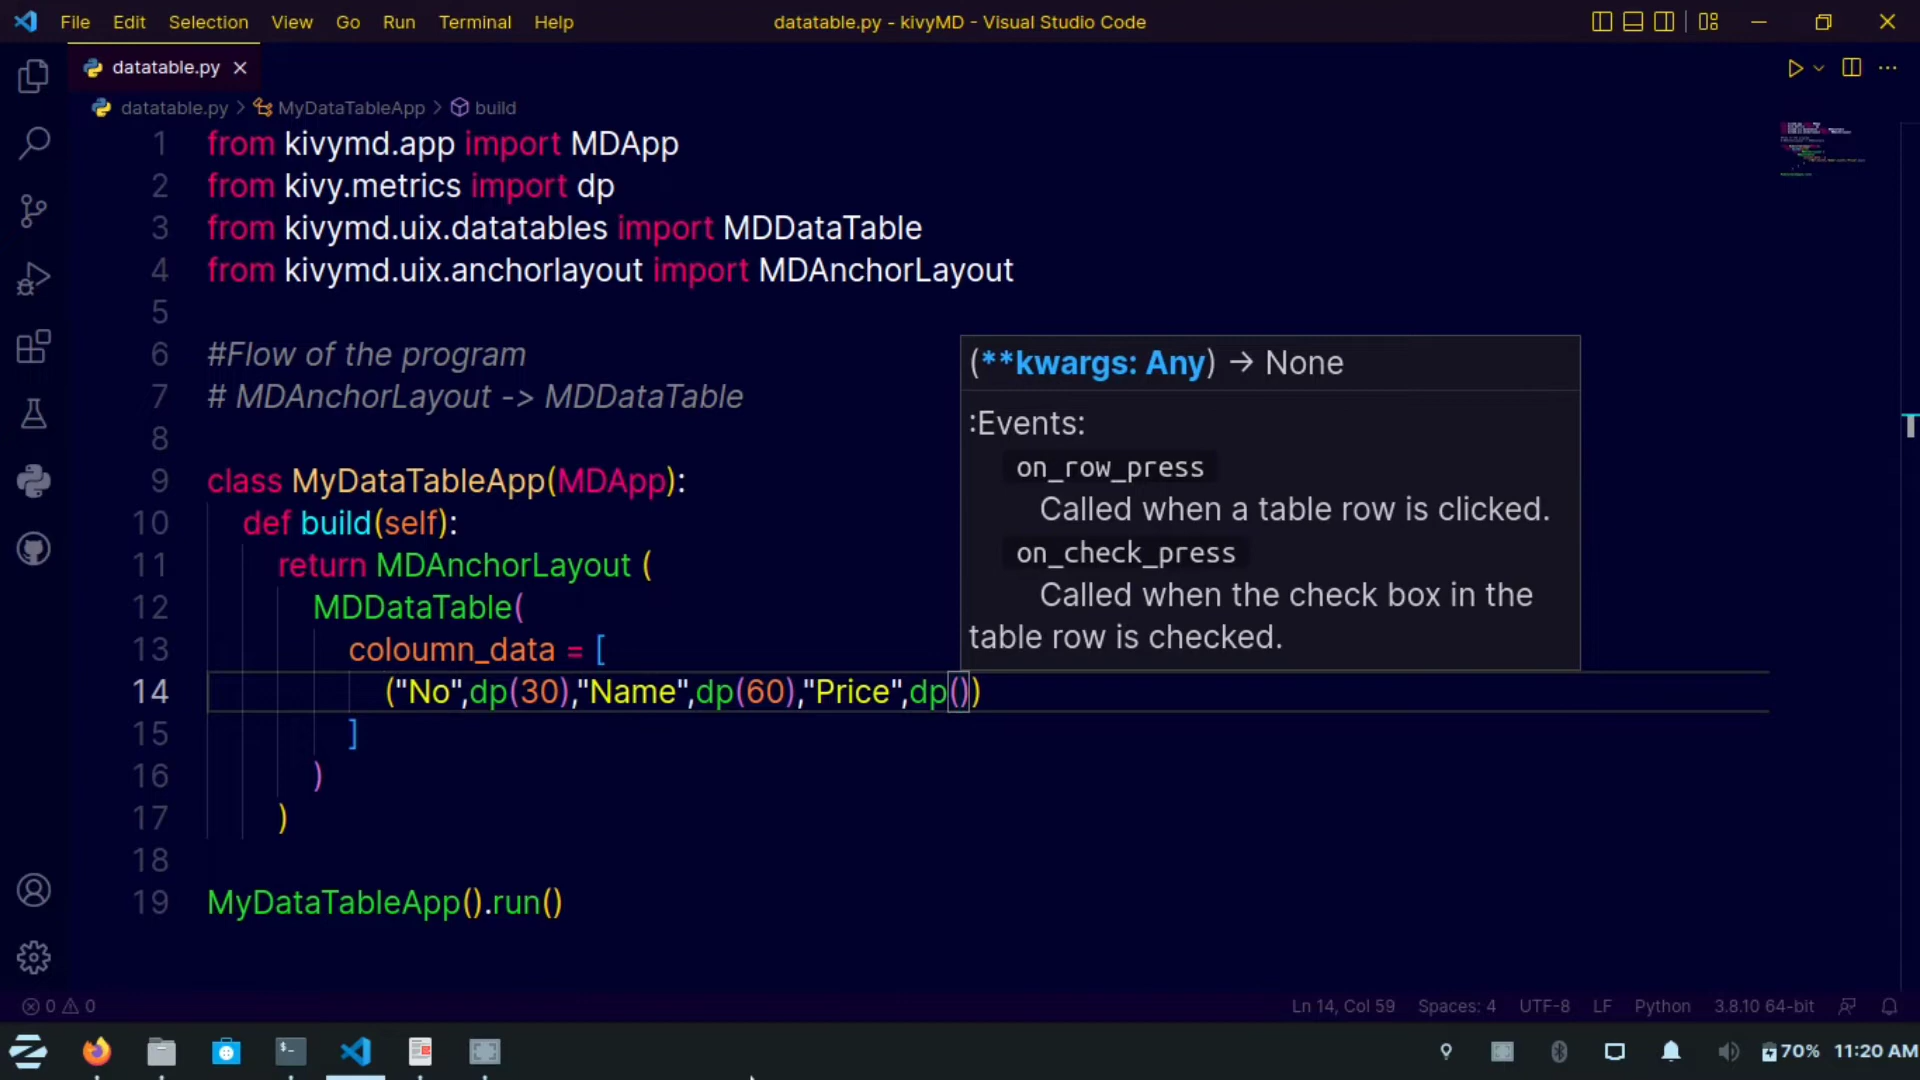 File Edit Selection View Go Run Terminal Help datatable.py - kivyMD - Visual Studio Code
datatable.py
datatable.py > MyDataTableApp > build
1 from kivymd.app import MDApp
2 from kivy.metrics import dp
3 from kivymd.uix.datatables import MDDataTable
4 from kivymd.uix.anchorlayout import MDAnchorLayout
5
6 #Flow of the program
7 # MDAnchorLayout -> MDDataTable
8
9 class MyDataTableApp(MDApp):
10 def build(self):
11 return MDAnchorLayout (
12 MDDataTable(
13 coloumn_data = [
14 ("No",dp(30),"Name",dp(60),"Price",dp())
15 ]
16 )
17 )
18
19 MyDataTableApp().run()
(**kwargs: Any) → None
:Events:
on_row_press
Called when a table row is clicked.
on_check_press
Called when the check box in the
table row is checked.
0 0 Ln 14, Col 59 Spaces: 4 UTF-8 LF Python 3.8.10 64-bit
70% 11:20 AM